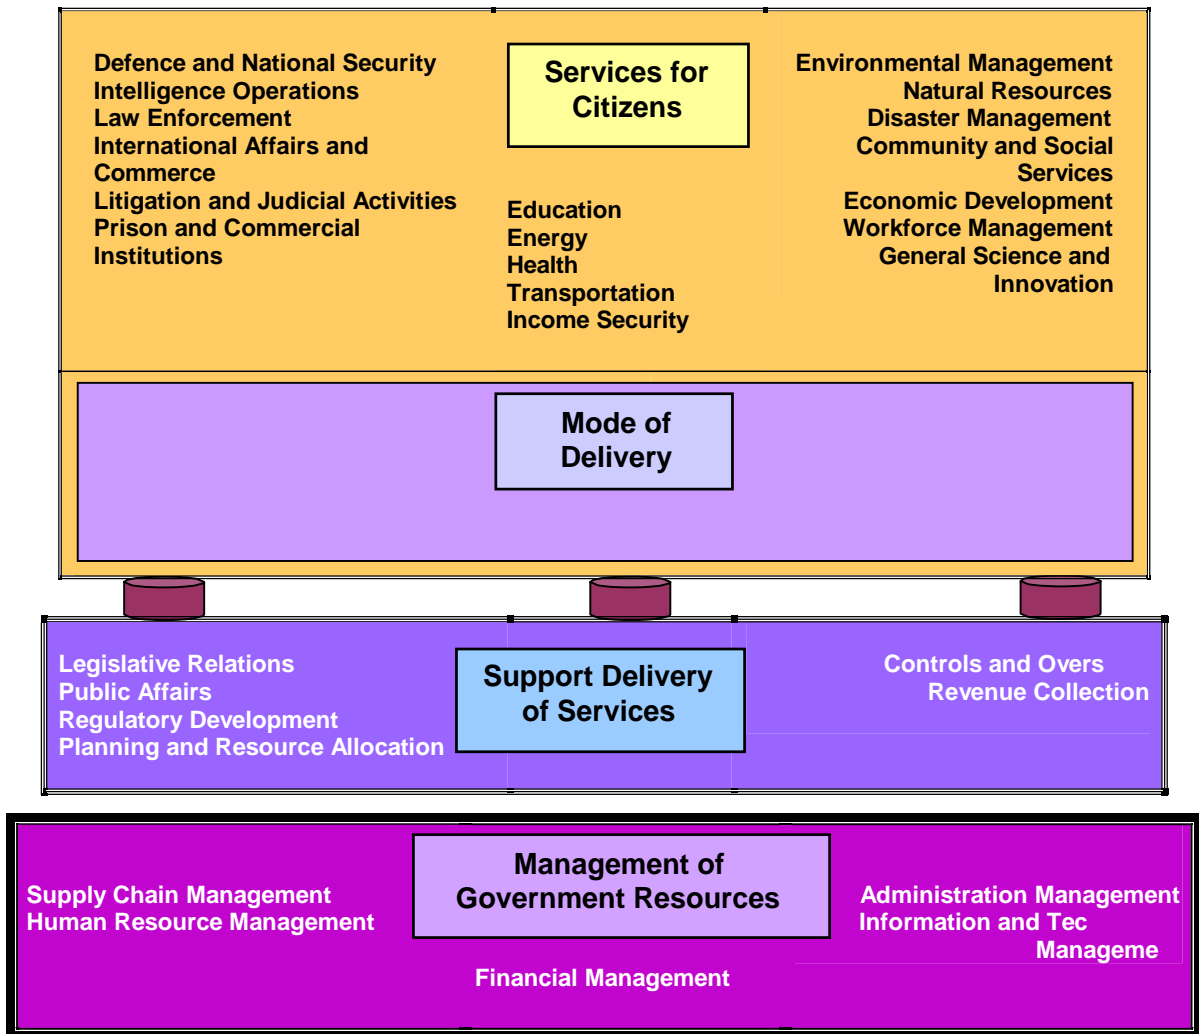 Services for
Citizens
Defence and National Security
Intelligence Operations
Law Enforcement
International Affairs and
Commerce
Litigation and Judicial Activities
Prison and Commercial
Institutions
Education
Energy
Health
Transportation
Income Security
Environmental Management
Natural Resources
Disaster Management
Community and Social
Services
Economic Development
Workforce Management
General Science and
Innovation
Mode of
Delivery
Support Delivery
of Services
Legislative Relations
Public Affairs
Regulatory Development
Planning and Resource Allocation
Controls and Overs
Revenue Collection
Management of
Government Resources
Supply Chain Management
Human Resource Management
Financial Management
Administration Management
Information and Tec
Manageme